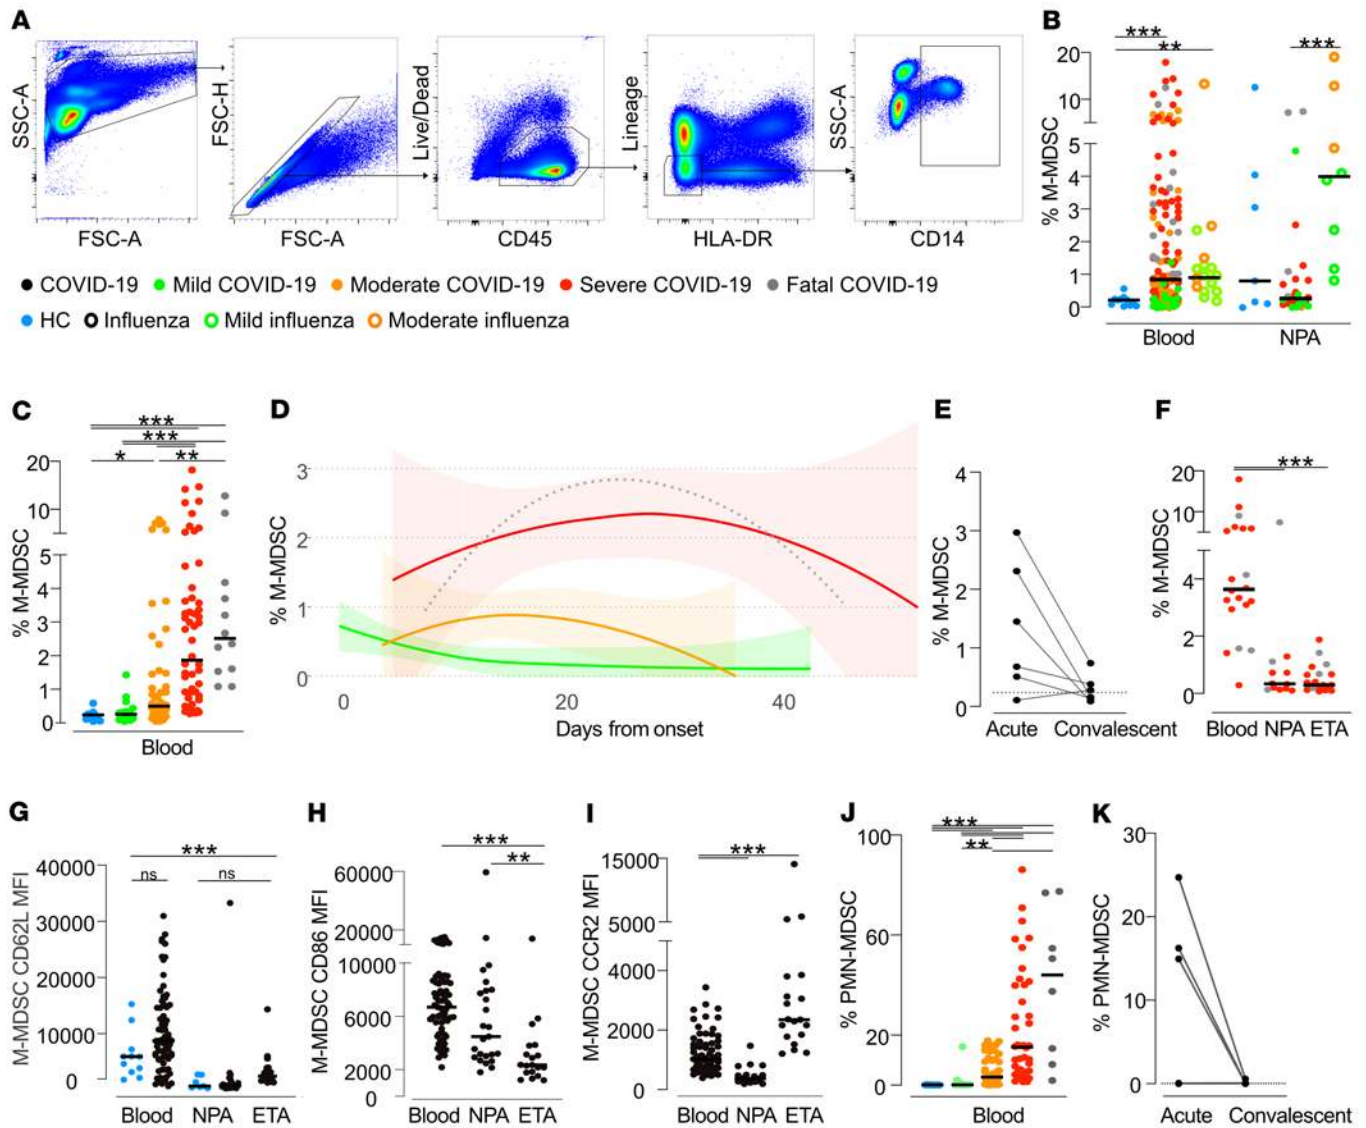 A
SSC-A
FSC-A
FSC-H
FSC-A
Live/Dead
CD45
Lineage
HLA-DR
SSC-A
CD14
COVID-19 Mild COVID-19 Moderate COVID-19 Severe COVID-19 Fatal COVID-19
HC Influenza Mild influenza Moderate influenza
B
***
**
***
% M-MDSC
20
10
5
4
3
2
1
0
Blood NPA
C
***
***
* **
% M-MDSC
20
10
5
4
3
2
1
0
Blood
D
% M-MDSC
3
2
1
0
0 20 40
Days from onset
E
% M-MDSC
4
3
2
1
0
Acute Convalescent
F
***
% M-MDSC
20
10
4
2
0
Blood NPA ETA
G
***
ns ns
M-MDSC CD62L MFI
40000
30000
20000
10000
0
Blood NPA ETA
H
***
**
M-MDSC CD86 MFI
60000
20000
10000
6000
2000
0
Blood NPA ETA
I
***
M-MDSC CCR2 MFI
15000
5000
4000
2000
0
Blood NPA ETA
J
***
**
% PMN-MDSC
100
60
20
0
Blood
K
% PMN-MDSC
30
20
10
0
Acute Convalescent